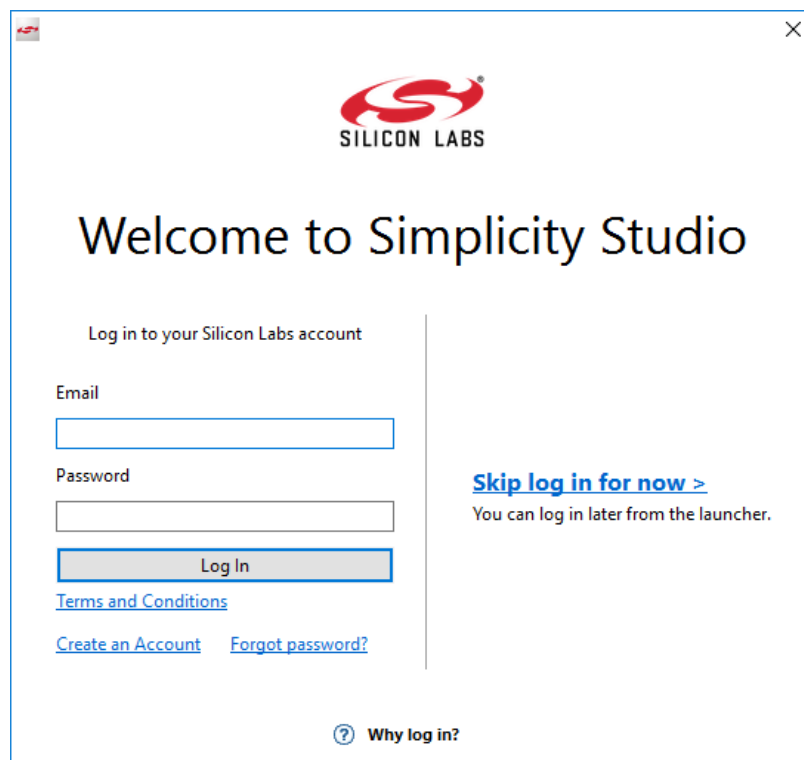 SILICON LABS
Welcome to Simplicity Studio
Log in to your Silicon Labs account
Email
Password
Log In
Terms and Conditions
Create an Account Forgot password?
Skip log in for now >
You can log in later from the launcher.
Why log in?